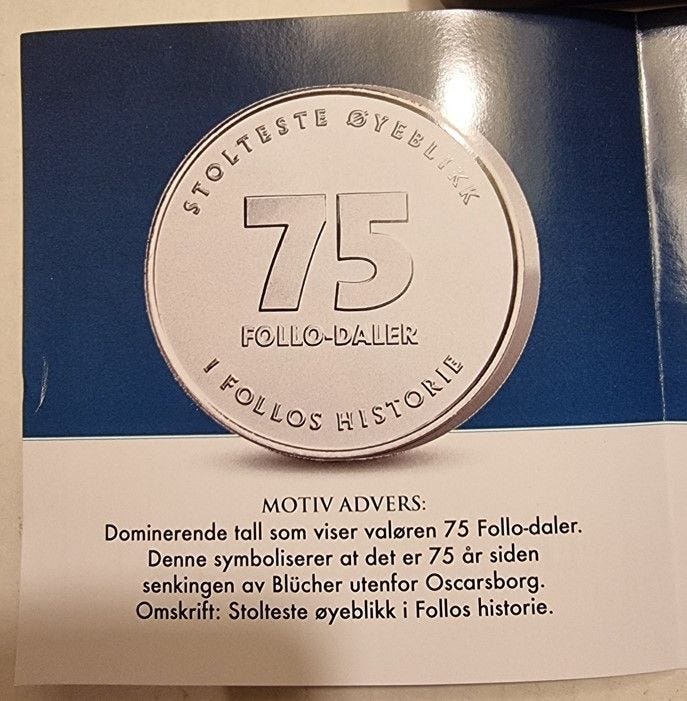 STOLTESTE ØYEBLIKK
75
FOLLO-DALER
I FOLLOS HISTORIE
MOTIV ADVERS:
Dominerende tall som viser valøren 75 Follo-daler.
Denne symboliserer at det er 75 år siden
senkingen av Blücher utenfor Oscarsborg.
Omskrift: Stolteste øyeblikk i Follos historie.